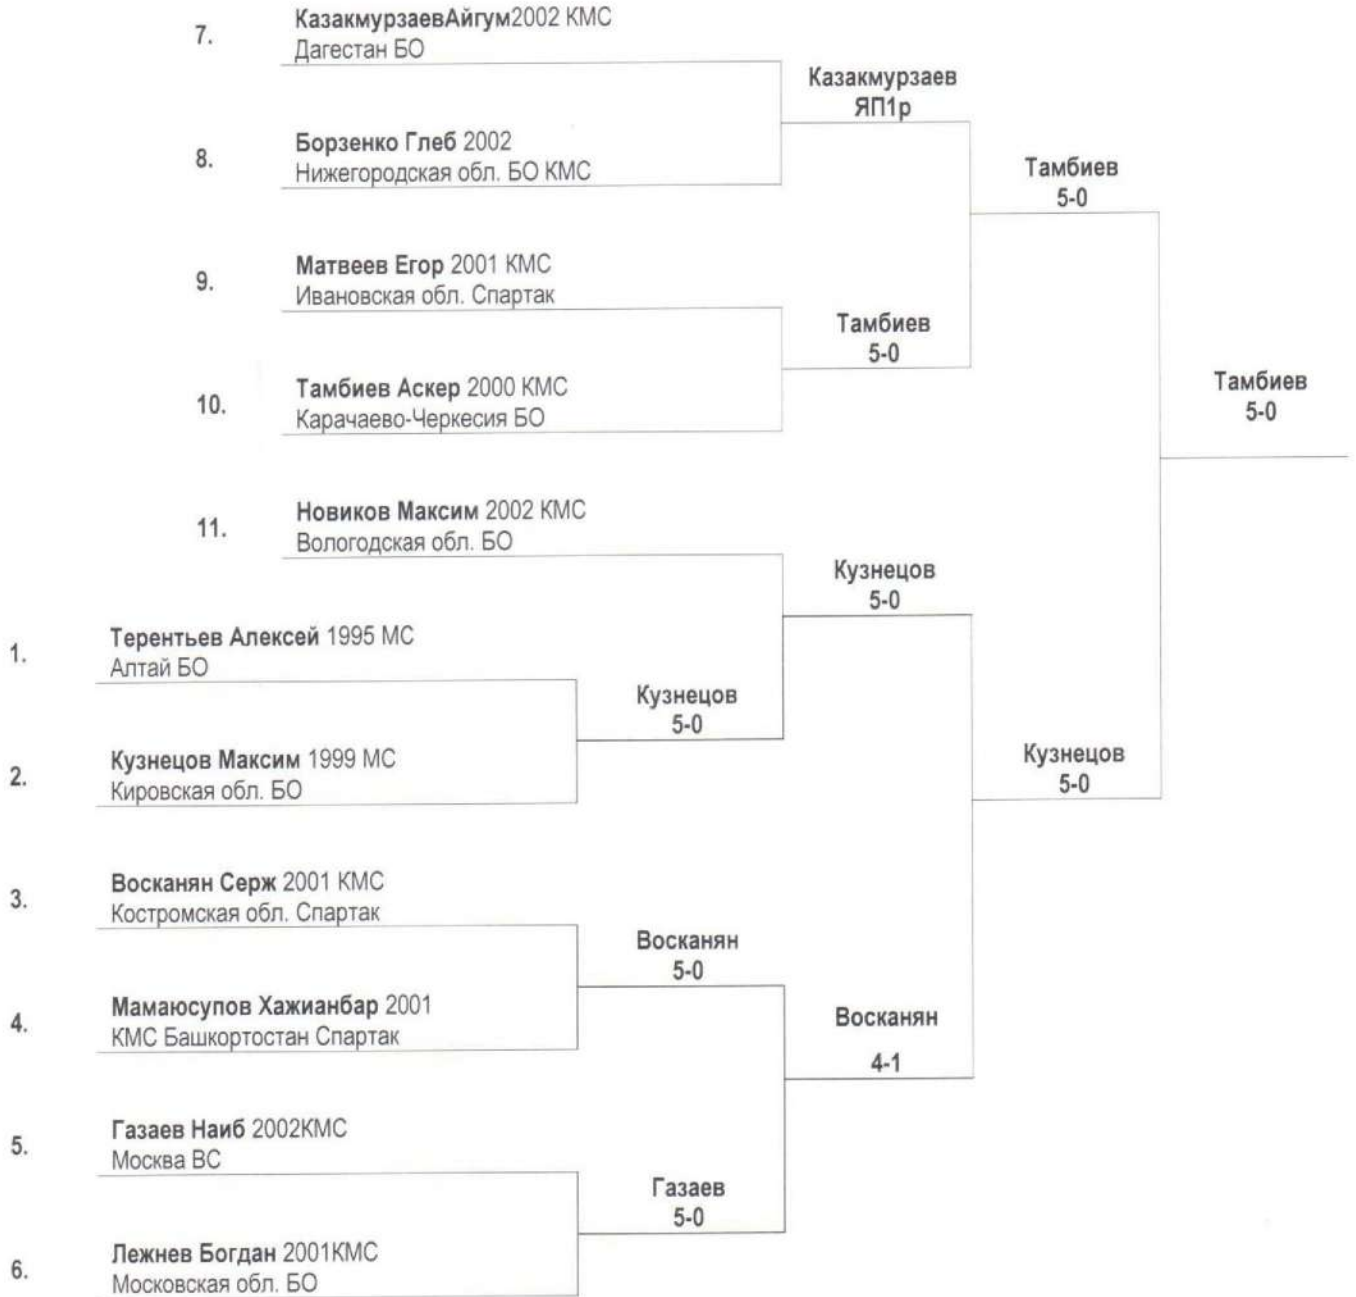 7.
КазакмурзаевАйгум2002 КМС
Дагестан БО
Казакмурзаев
ЯП1р
8.
Борзенко Глеб 2002
Нижегородская обл. БО КМС
Тамбиев
5-0
9.
Матвеев Егор 2001 КМС
Ивановская обл. Спартак
Тамбиев
5-0
10.
Тамбиев Аскер 2000 КМС
Карачаево-Черкесия БО
Тамбиев
5-0
11.
Новиков Максим 2002 КМС
Вологодская обл. БО
Кузнецов
5-0
1.
Терентьев Алексей 1995 МС
Алтай БО
Кузнецов
5-0
2.
Кузнецов Максим 1999 МС
Кировская обл. БО
Кузнецов
5-0
3.
Восканян Серж 2001 КМС
Костромская обл. Спартак
Восканян
5-0
4.
Мамаюсупов Хажианбар 2001
КМС Башкортостан Спартак
Восканян
4-1
5.
Газаев Наиб 2002КМС
Москва ВС
Газаев
5-0
6.
Лежнев Богдан 2001КМС
Московская обл. БО